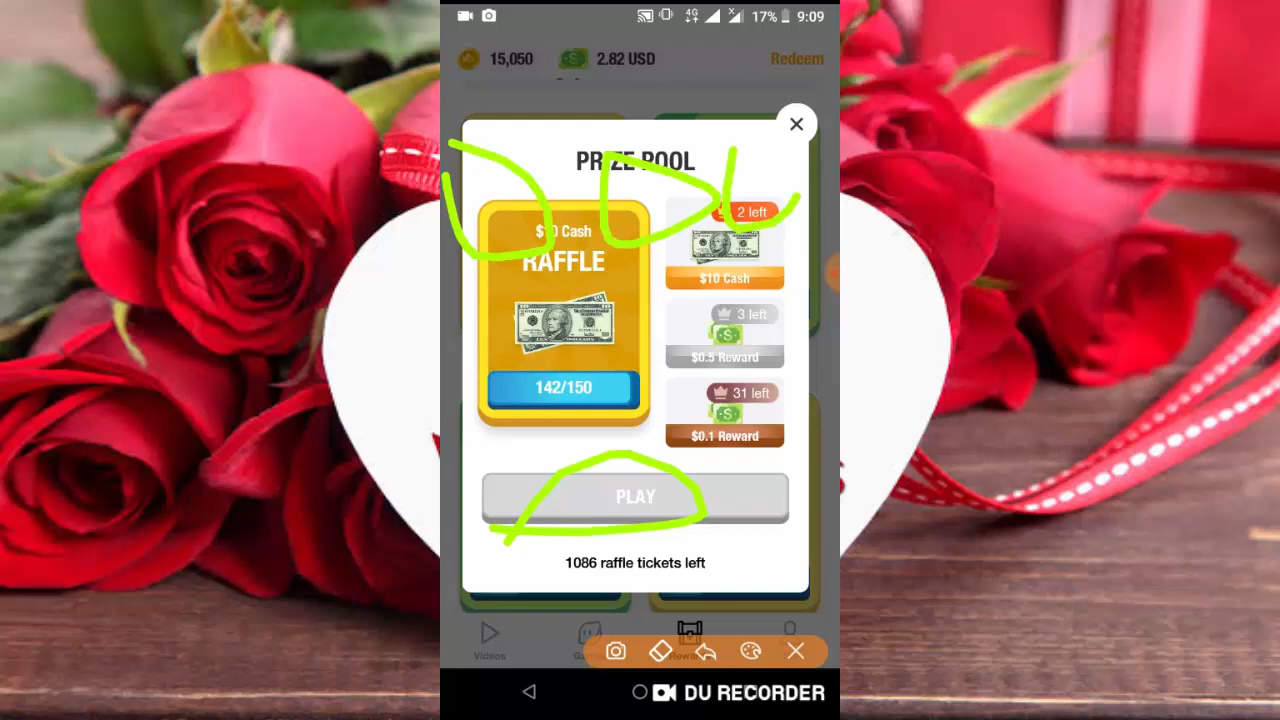 4G 17% 9:09
15,050 2.82 USD Redeem
PRIZE POOL
$10 Cash
RAFFLE
142/150
2 left
$10 Cash
3 left
$0.5 Reward
31 left
$0.1 Reward
PLAY
1086 raffle tickets left
Videos
DU RECORDER